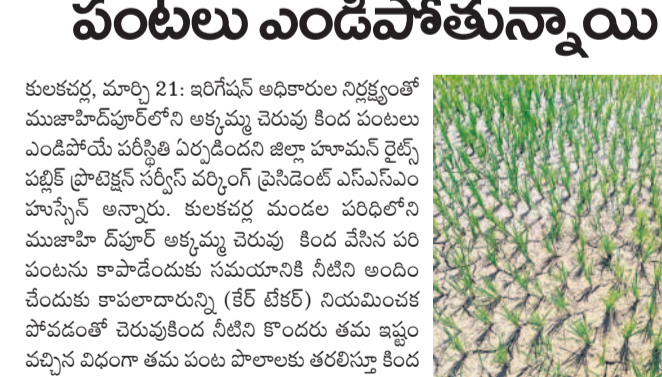 పంటలు ఎండిపోతున్నాయి
కులకచర్ల, మార్చి 21: ఇరిగేషన్ అధికారుల నిర్లక్ష్యంతో
ముజాహిద్‌పూర్‌లోని అక్కమ్మ చెరువు కింద పంటలు
ఎండిపోయే పరీస్థితి ఏర్పడిందని జిల్లా హూమన్ రైట్స్
పబ్లిక్ ప్రొటెక్షన్ సర్వీస్ వర్కింగ్ ప్రెసిడెంట్ ఎస్ఎస్ఎం
హుస్సేన్ అన్నారు. కులకచర్ల మండల పరిధిలోని
ముజాహి ద్‌పూర్ అక్కమ్మ చెరువు కింద వేసిన పరి
పంటను కాపాడేందుకు సమయానికి నీటిని అందిం
చేందుకు కాపలాదారున్ని (కేర్ టేకర్) నియమించక
పోవడంతో చెరువుకింద నీటిని కొందరు తమ ఇష్టం
వచ్చిన విధంగా తమ పంట పొలాలకు తరలిస్తూ కింద